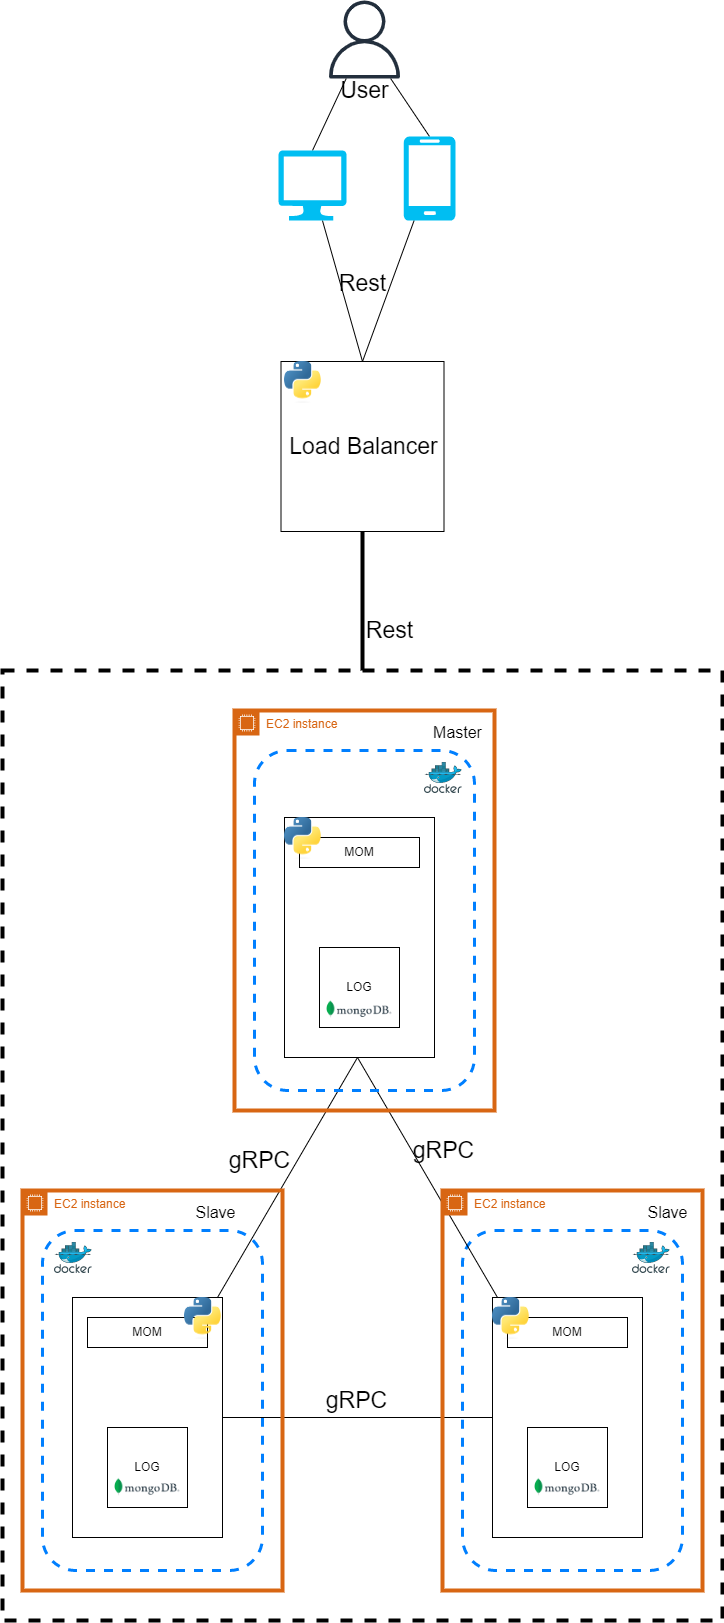 User
Rest
Load Balancer
Rest
EC2 instance
Master
docker
MOM
LOG
mongoDB.
gRPC
gRPC
EC2 instance
Slave
docker
MOM
LOG
mongoDB.
EC2 instance
Slave
docker
MOM
LOG
mongoDB.
gRPC